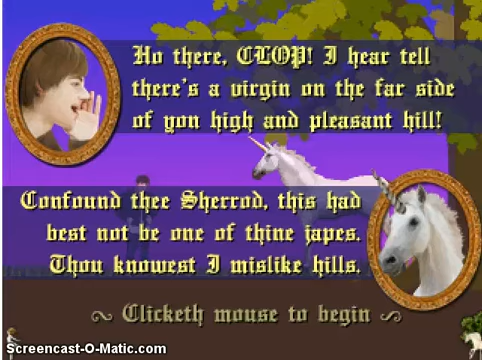 Ho there, CLOP! I hear tell
there's a virgin on the far side
of yon high and pleasant hill!
Confound thee Sherrod, this had
best not be one of thine japes.
Thou knowest I mislike hills.
~ Clicketh mouse to begin ~
Screencast-O-Matic.com